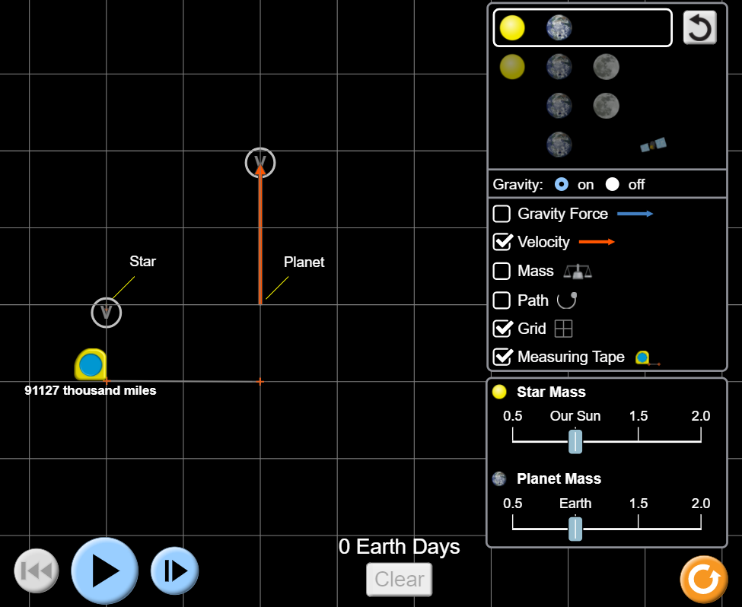 V
Star
Planet
V
91127 thousand miles
0 Earth Days
Clear
Gravity: on off
Gravity Force
Velocity
Mass
Path
Grid
Measuring Tape
Star Mass
0.5 Our Sun 1.5 2.0
Planet Mass
0.5 Earth 1.5 2.0